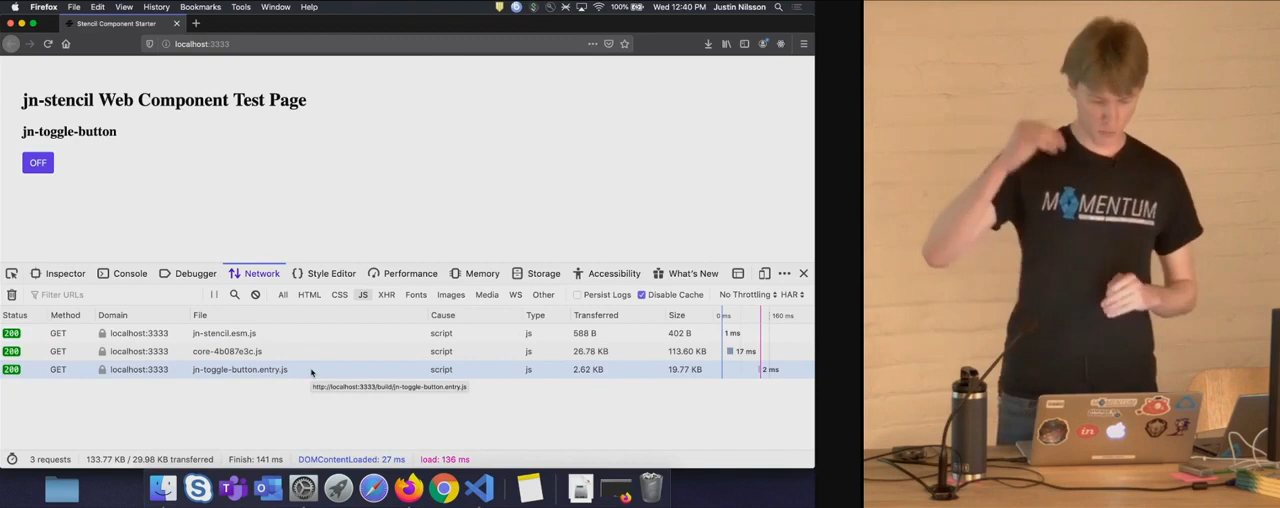 Firefox File Edit View History Bookmarks Tools Window Help 100% Wed 12:40 PM Justin Nilsson
Stencil Component Starter
localhost:3333
jn-stencil Web Component Test Page
jn-toggle-button
OFF
Inspector Console Debugger Network Style Editor Performance Memory Storage Accessibility What's New
Filter URLs All HTML CSS JS XHR Fonts Images Media WS Other Persist Logs Disable Cache No Throttling HAR
Status Method Domain File Cause Type Transferred Size 0 ms 160 ms
200 GET localhost:3333 jn-stencil.esm.js script js 588 B 402 B 1 ms
200 GET localhost:3333 core-4b087e3c.js script js 26.78 KB 113.60 KB 17 ms
200 GET localhost:3333 jn-toggle-button.entry.js script js 2.62 KB 19.77 KB 2 ms
http://localhost:3333/build/jn-toggle-button.entry.js
3 requests 133.77 KB / 29.98 KB transferred Finish: 141 ms DOMContentLoaded: 27 ms load: 136 ms
MOMENTUM
in